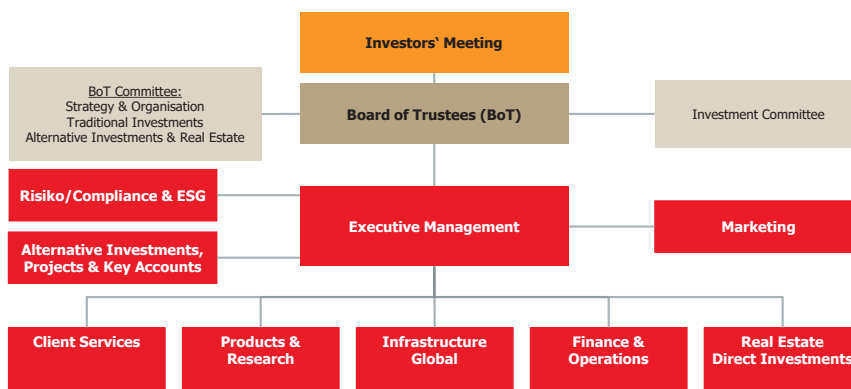 Investors‘ Meeting
BoT Committee:
Strategy & Organisation
Traditional Investments
Alternative Investments & Real Estate
Board of Trustees (BoT)
Investment Committee
Risiko/Compliance & ESG
Executive Management
Marketing
Alternative Investments,
Projects & Key Accounts
Client Services
Products &
Research
Infrastructure
Global
Finance &
Operations
Real Estate
Direct Investments